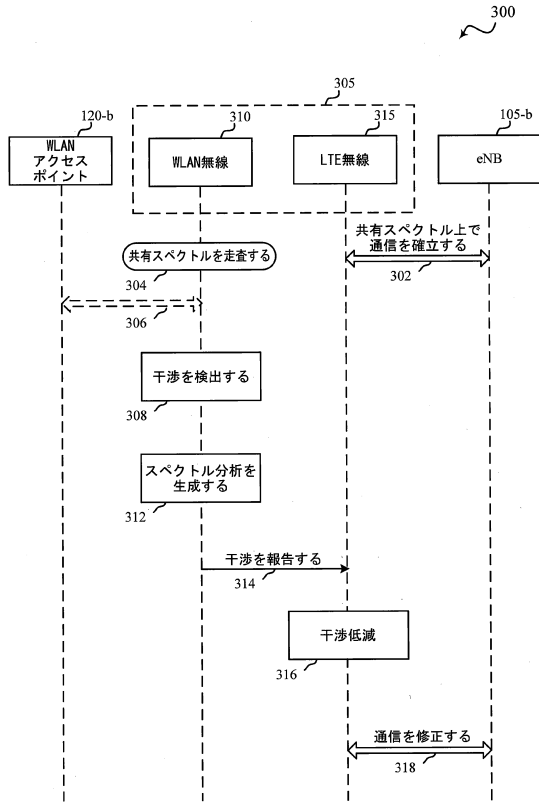 300
305
120-b
310
315
105-b
WLAN
アクセス
ポイント
WLAN無線
LTE無線
eNB
共有スペクトル上で
通信を確立する
302
共有スペクトルを走査する
304
306
干渉を検出する
308
スペクトル分析を
生成する
312
干渉を報告する
314
干渉低減
316
通信を修正する
318